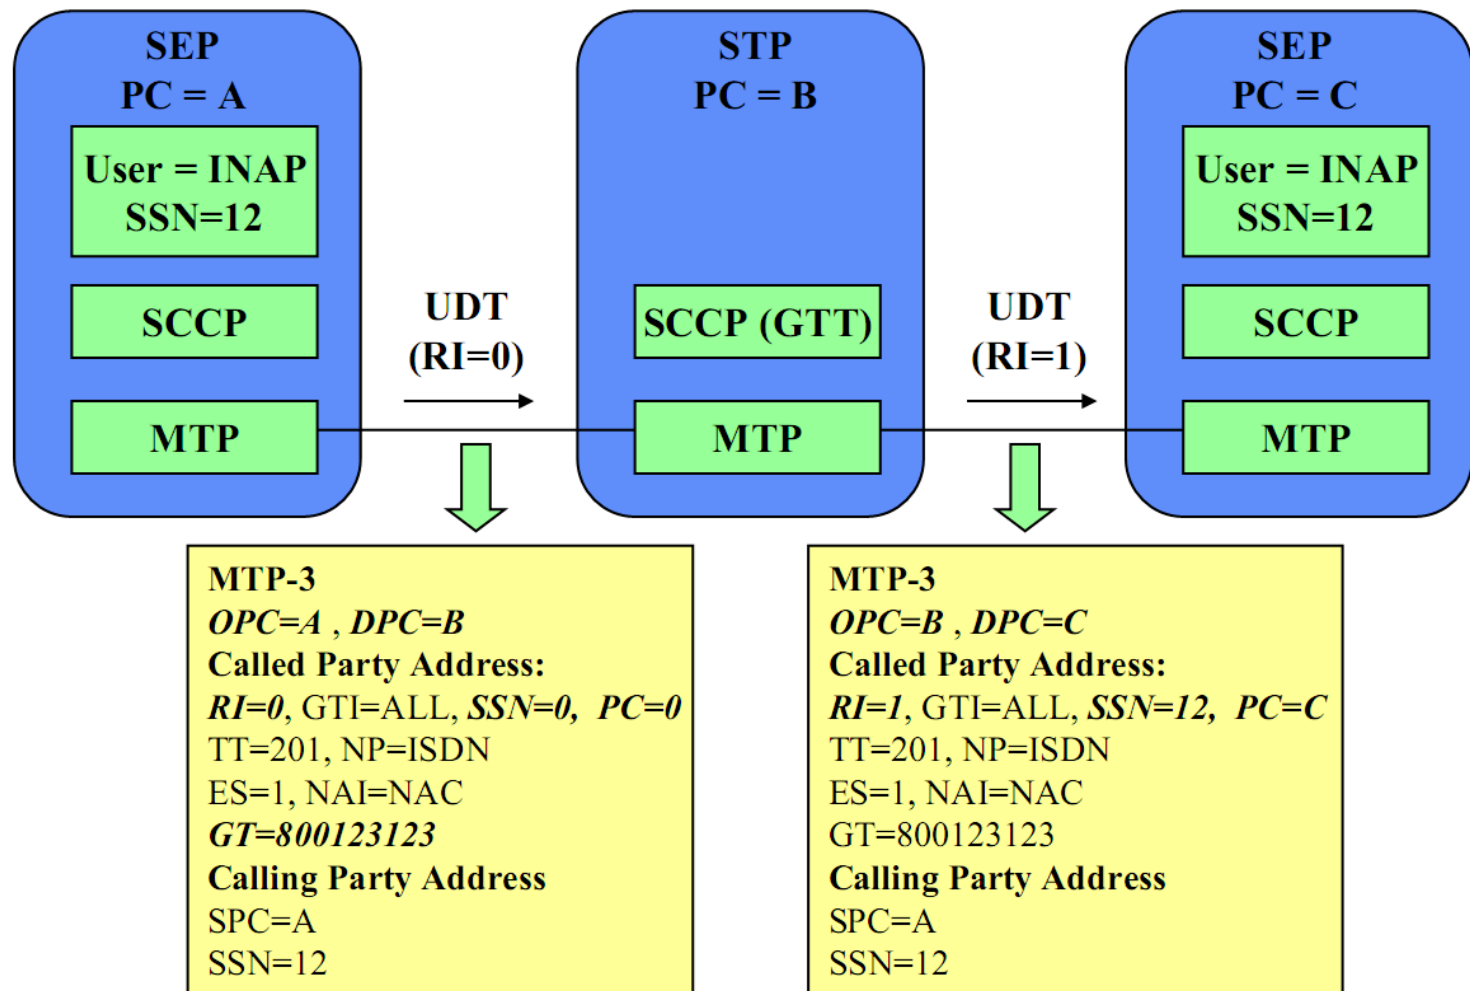 SEP
PC = A
User = INAP
SSN=12
SCCP
MTP
UDT
(RI=0)
STP
PC = B
SCCP (GTT)
MTP
UDT
(RI=1)
SEP
PC = C
User = INAP
SSN=12
SCCP
MTP
MTP-3
OPC=A , DPC=B
Called Party Address:
RI=0, GTI=ALL, SSN=0, PC=0
TT=201, NP=ISDN
ES=1, NAI=NAC
GT=800123123
Calling Party Address
SPC=A
SSN=12
MTP-3
OPC=B , DPC=C
Called Party Address:
RI=1, GTI=ALL, SSN=12, PC=C
TT=201, NP=ISDN
ES=1, NAI=NAC
GT=800123123
Calling Party Address
SPC=A
SSN=12